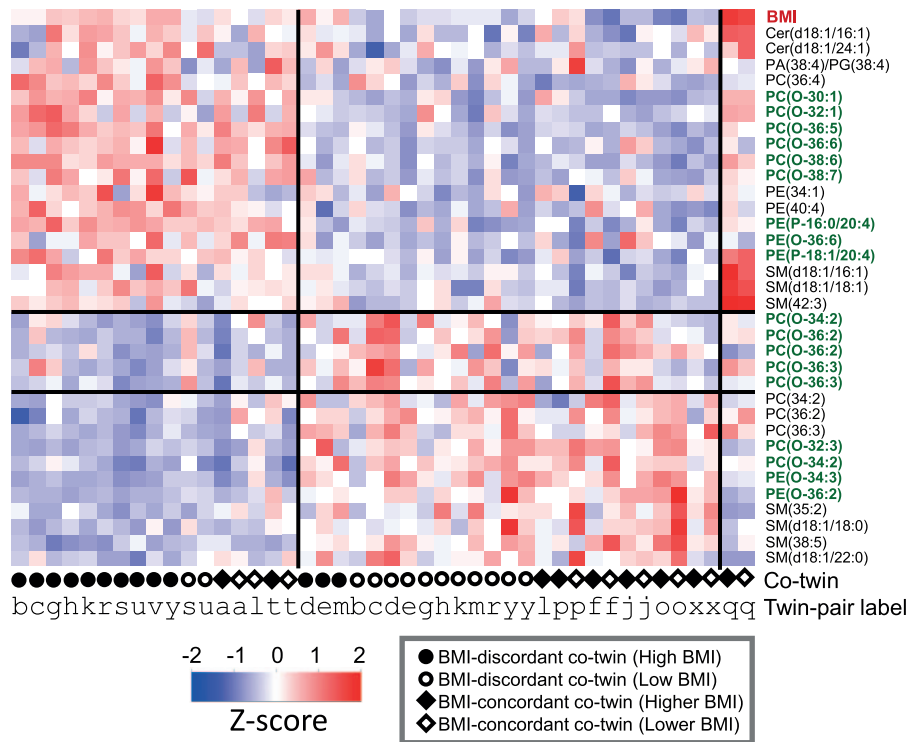 BMI
Cer(d18:1/16:1)
Cer(d18:1/24:1)
PA(38:4)/PG(38:4)
PC(36:4)
PC(O-30:1)
PC(O-32:1)
PC(O-36:5)
PC(O-36:6)
PC(O-38:6)
PC(O-38:7)
PE(34:1)
PE(40:4)
PE(P-16:0/20:4)
PE(O-36:6)
PE(P-18:1/20:4)
SM(d18:1/16:1)
SM(d18:1/18:1)
SM(42:3)
PC(O-34:2)
PC(O-36:2)
PC(O-36:2)
PC(O-36:3)
PC(O-36:3)
PC(34:2)
PC(36:2)
PC(36:3)
PC(O-32:3)
PC(O-34:2)
PE(O-34:3)
PE(O-36:2)
SM(35:2)
SM(d18:1/18:0)
SM(38:5)
SM(d18:1/22:0)
Co-twin
bcghkrsuvysuaalttdembcdeghkmryylppffjjooxxqq Twin-pair label
-2 -1 0 1 2
Z-score
BMI-discordant co-twin (High BMI)
BMI-discordant co-twin (Low BMI)
BMI-concordant co-twin (Higher BMI)
BMI-concordant co-twin (Lower BMI)